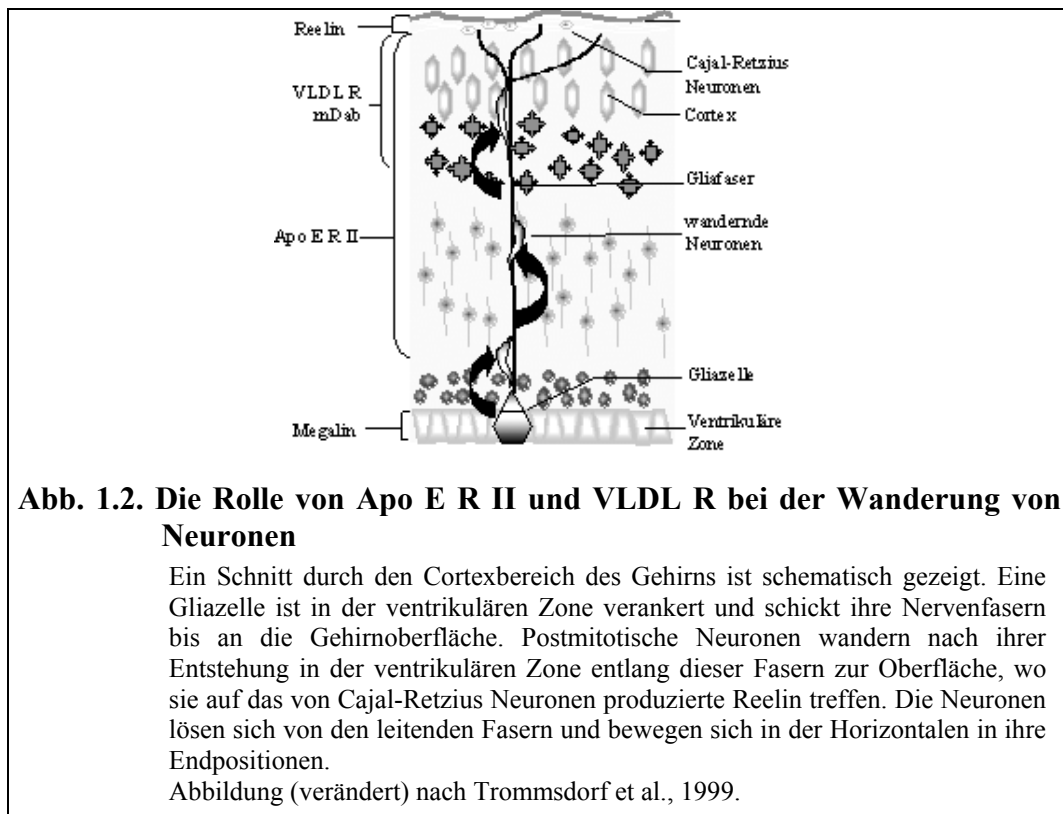 Reelin
VLDL R
mDab
Apo E R II
Megalin
Cajal-Retzius
Neuronen
Cortex
Gliafaser
wandernde
Neuronen
Gliazelle
Ventrikuläre
Zone
Abb. 1.2. Die Rolle von Apo E R II und VLDL R bei der Wanderung von
Neuronen
Ein Schnitt durch den Cortexbereich des Gehirns ist schematisch gezeigt. Eine
Gliazelle ist in der ventrikulären Zone verankert und schickt ihre Nervenfasern
bis an die Gehirnoberfläche. Postmitotische Neuronen wandern nach ihrer
Entstehung in der ventrikulären Zone entlang dieser Fasern zur Oberfläche, wo
sie auf das von Cajal-Retzius Neuronen produzierte Reelin treffen. Die Neuronen
lösen sich von den leitenden Fasern und bewegen sich in der Horizontalen in ihre
Endpositionen.
Abbildung (verändert) nach Trommsdorf et al., 1999.